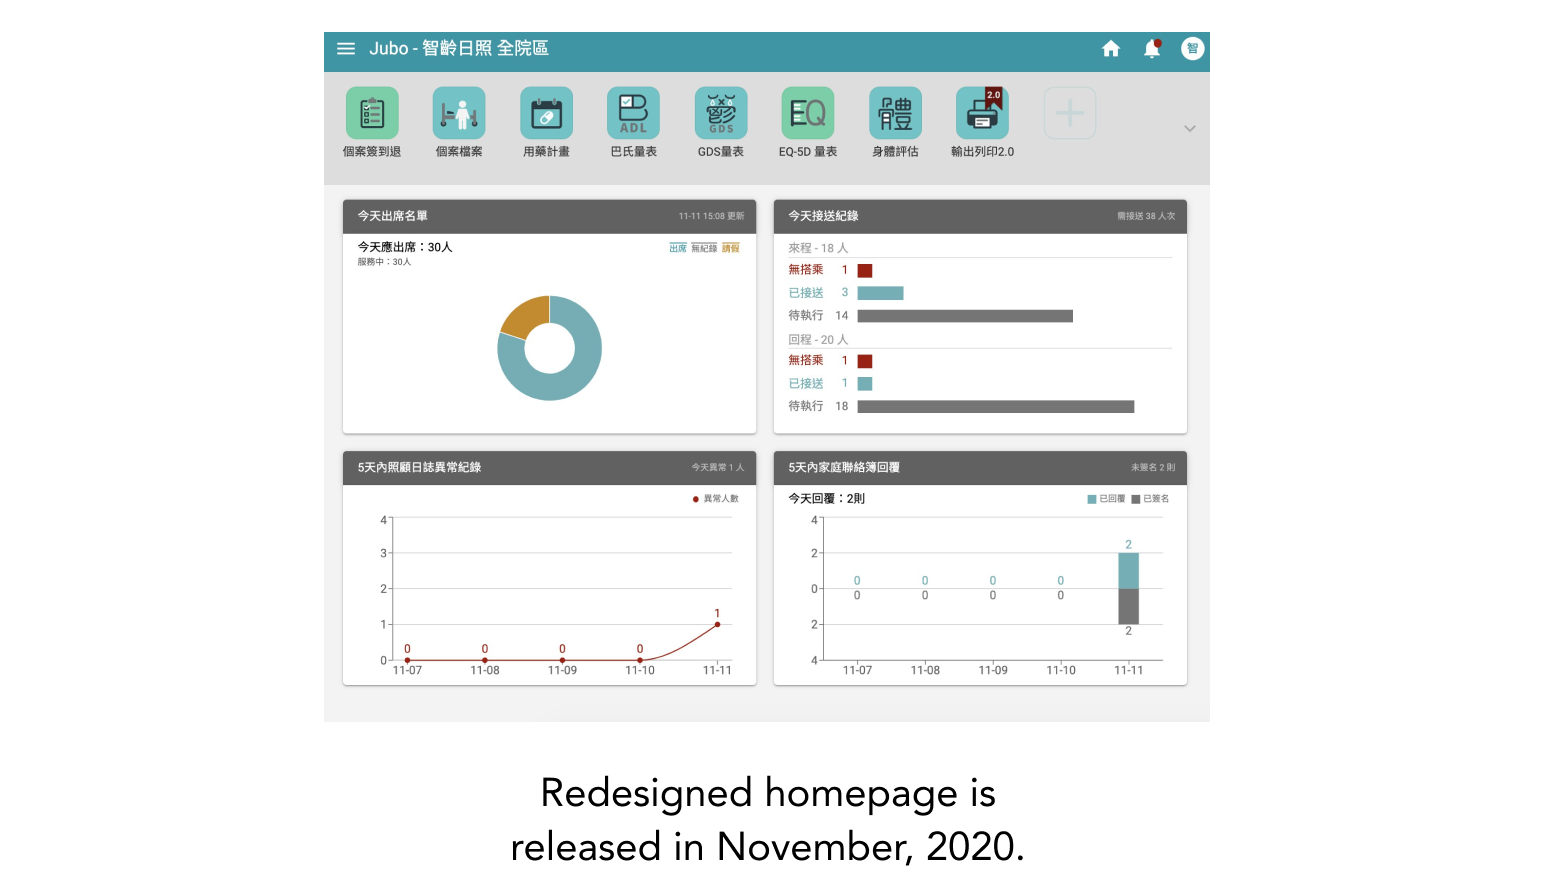 Jubo - 智齡日照 全院區
智
個案簽到退
個案檔案
ADL
用藥計畫
巴氏量表
鬱
GDS
GDS量表
EQ
EQ-5D 量表
體
身體評估
2.0
輸出列印2.0
今天出席名單
11-11 15:08 更新
今天應出席：30人
出席 無紀錄 請假
服務中：30人
今天接送紀錄
需接送 38 人次
來程 - 18 人
無搭乘 1
已接送 3
待執行 14
回程 - 20 人
無搭乘 1
已接送 1
待執行 18
5天內照顧日誌異常紀錄
今天異常 1 人
異常人數
4
3
2
1
0
0 0 0 0 1
11-07 11-08 11-09 11-10 11-11
5天內家庭聯絡簿回覆
未簽名 2 則
今天回覆：2則
已回覆 已簽名
4
2
0
2
4
0 0 0 0 2
0 0 0 0 2
11-07 11-08 11-09 11-10 11-11
Redesigned homepage is
released in November, 2020.